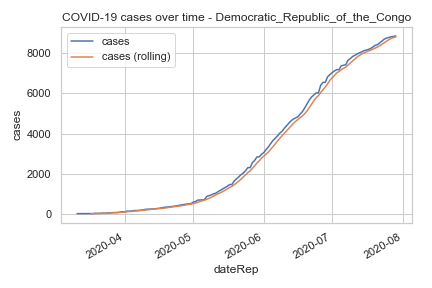 COVID-19 cases over time - Democratic_Republic_of_the_Congo
cases
cases (rolling)
8000
6000
4000
2000
0
cases
2020-04
2020-05
2020-06
2020-07
2020-08
dateRep